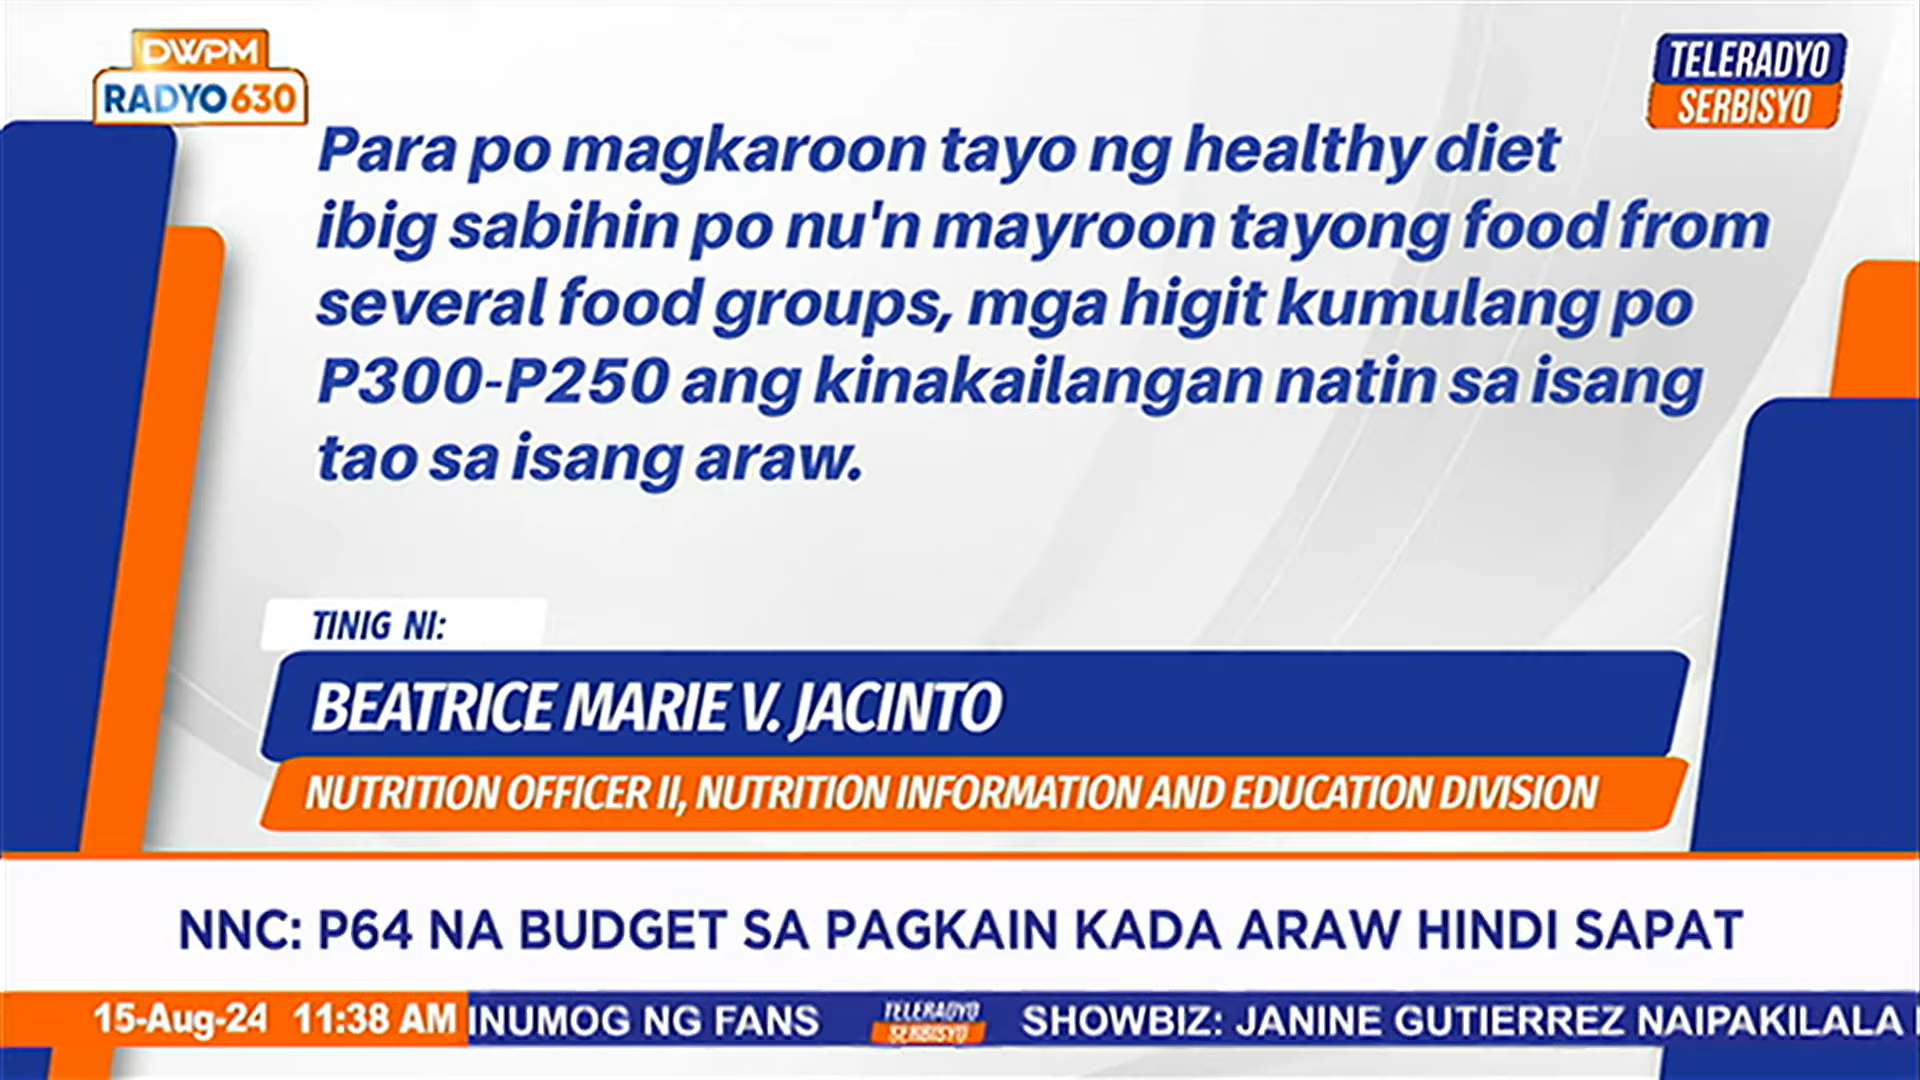 DWPM
RADYO 630
TELERADYO
SERBISYO
Para po magkaroon tayo ng healthy diet
ibig sabihin po nu'n mayroon tayong food from
several food groups, mga higit kumulang po
P300-P250 ang kinakailangan natin sa isang
tao sa isang araw.
TINIG NI:
BEATRICE MARIE V. JACINTO
NUTRITION OFFICER II, NUTRITION INFORMATION AND EDUCATION DIVISION
NNC: P64 NA BUDGET SA PAGKAIN KADA ARAW HINDI SAPAT
15-Aug-24 11:38 AM INUMOG NG FANS TELERADYO SERBISYO SHOWBIZ: JANINE GUTIERREZ NAIPAKILALA